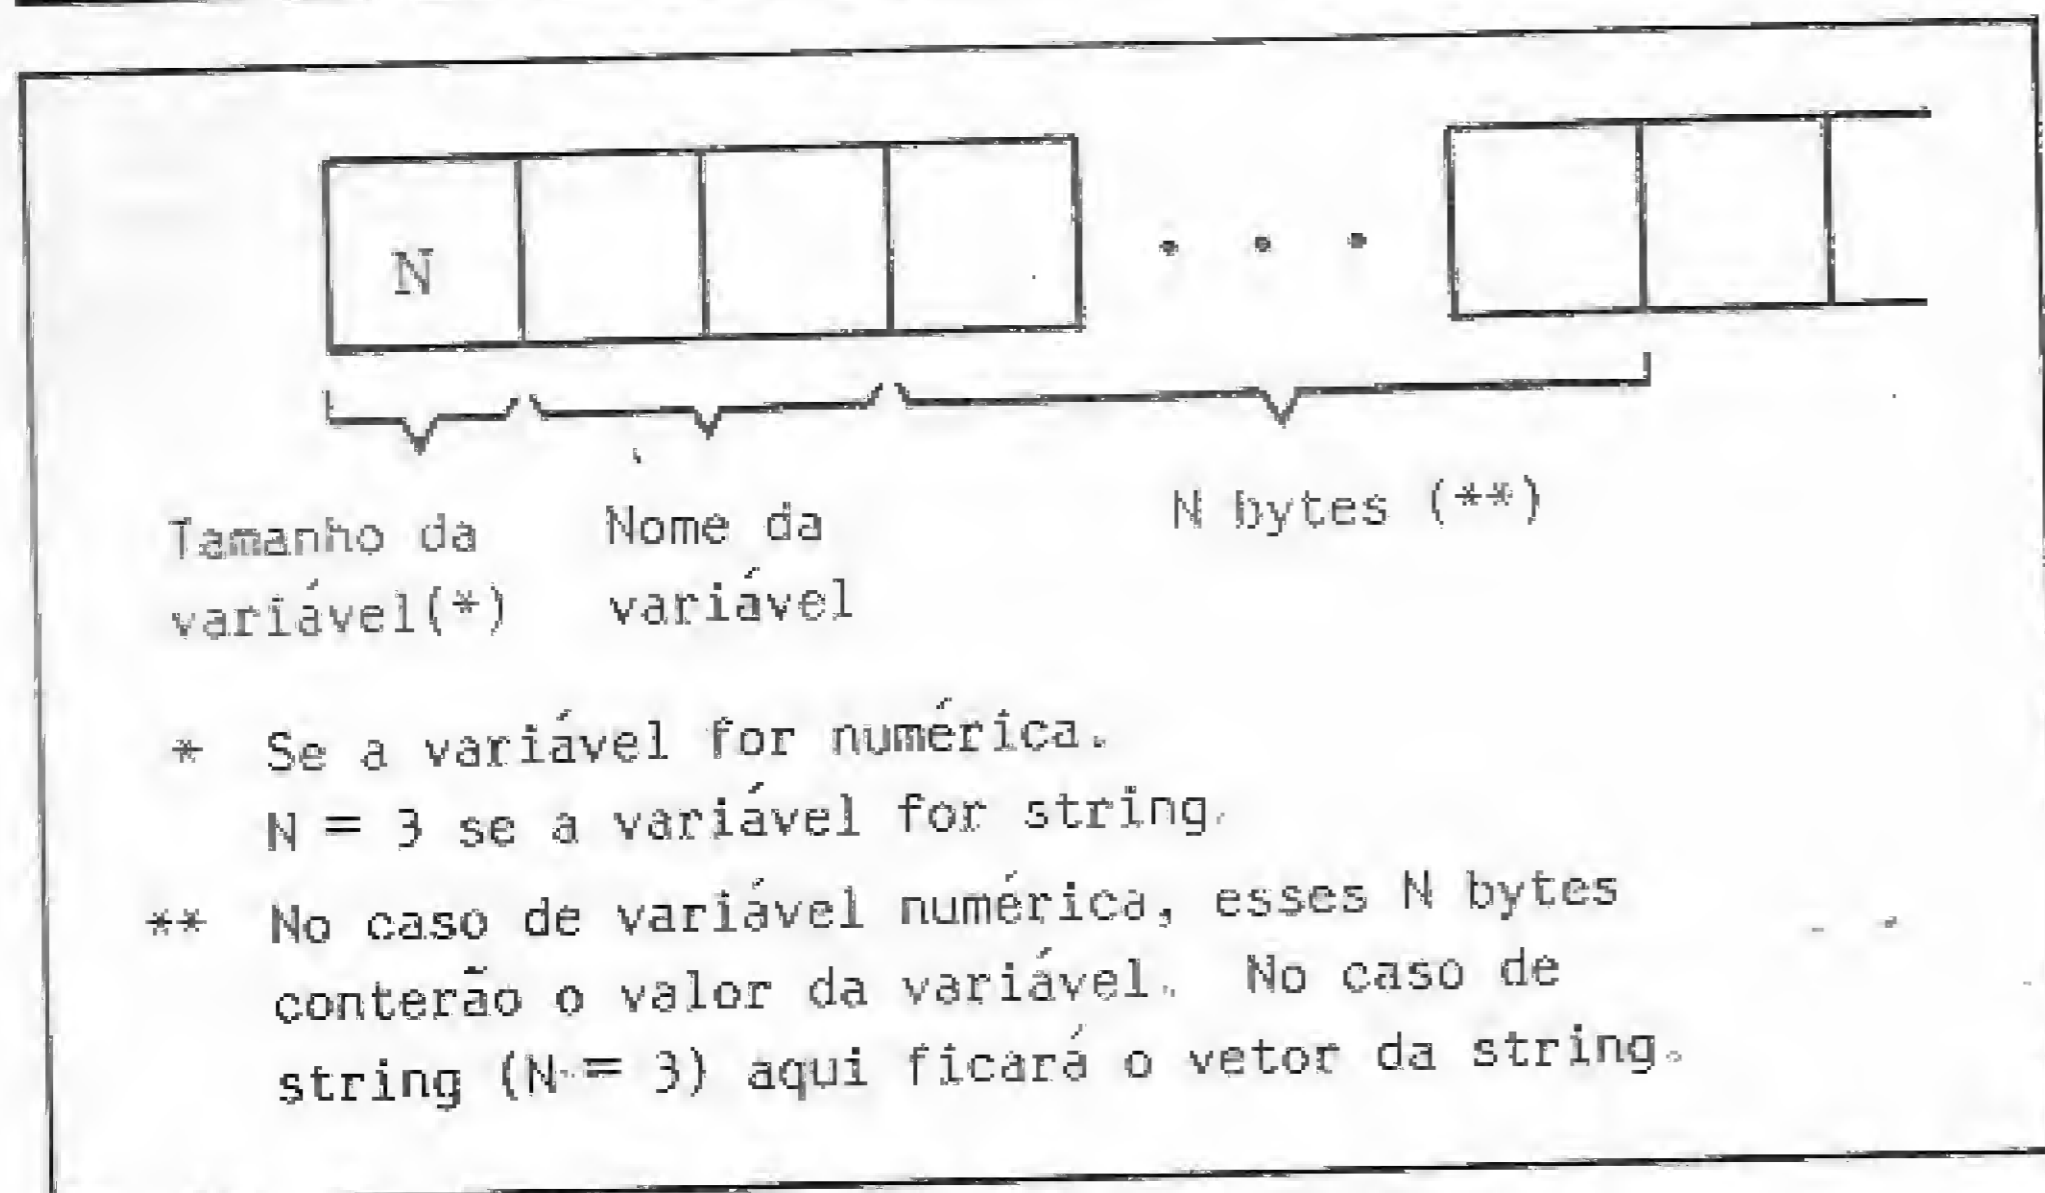 N
Tamanho da
variável(*)
Nome da
variável
N bytes (**)
* Se a variável for numérica.
N = 3 se a variável for string.
** No caso de variável numérica, esses N bytes
conterão o valor da variável. No caso de
string (N = 3) aqui ficará o vetor da string.